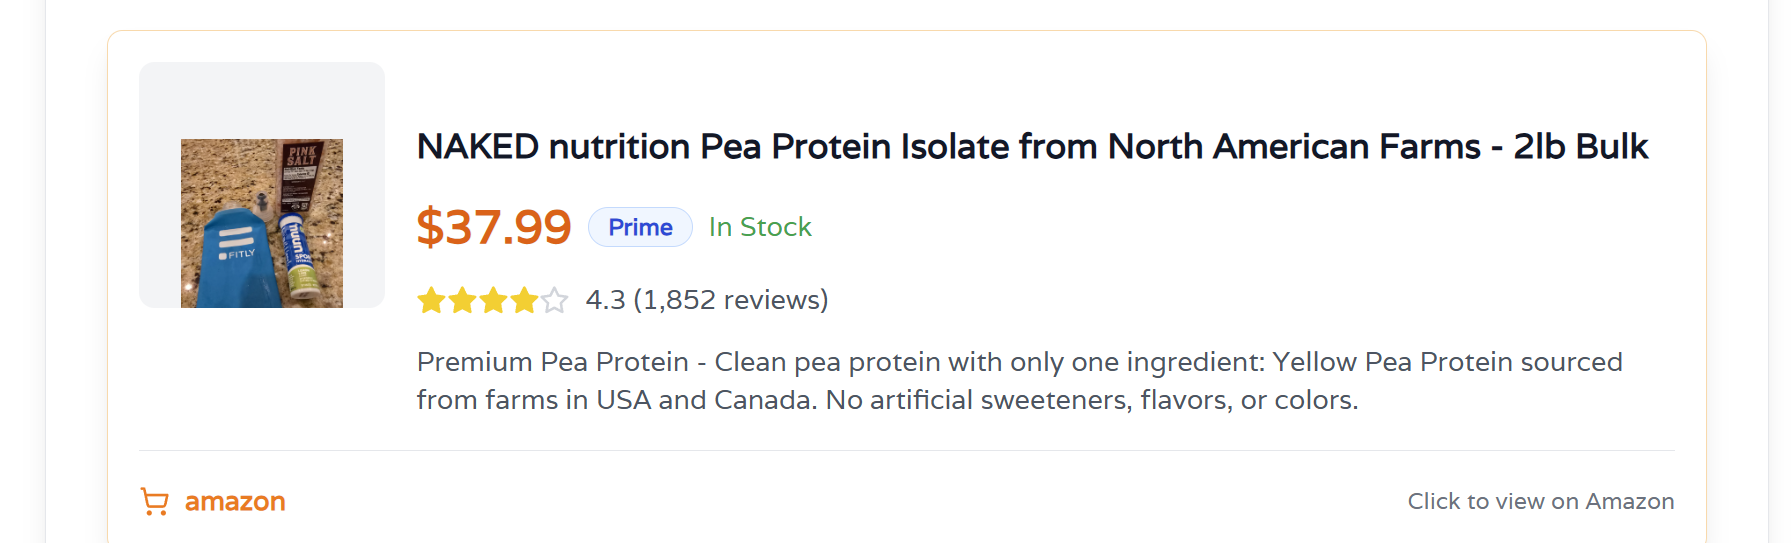 PINK
SALT
FITLY
nuun
SPORT
NAKED nutrition Pea Protein Isolate from North American Farms - 2lb Bulk
$37.99 Prime In Stock
4.3 (1,852 reviews)
Premium Pea Protein - Clean pea protein with only one ingredient: Yellow Pea Protein sourced
from farms in USA and Canada. No artificial sweeteners, flavors, or colors.
amazon
Click to view on Amazon